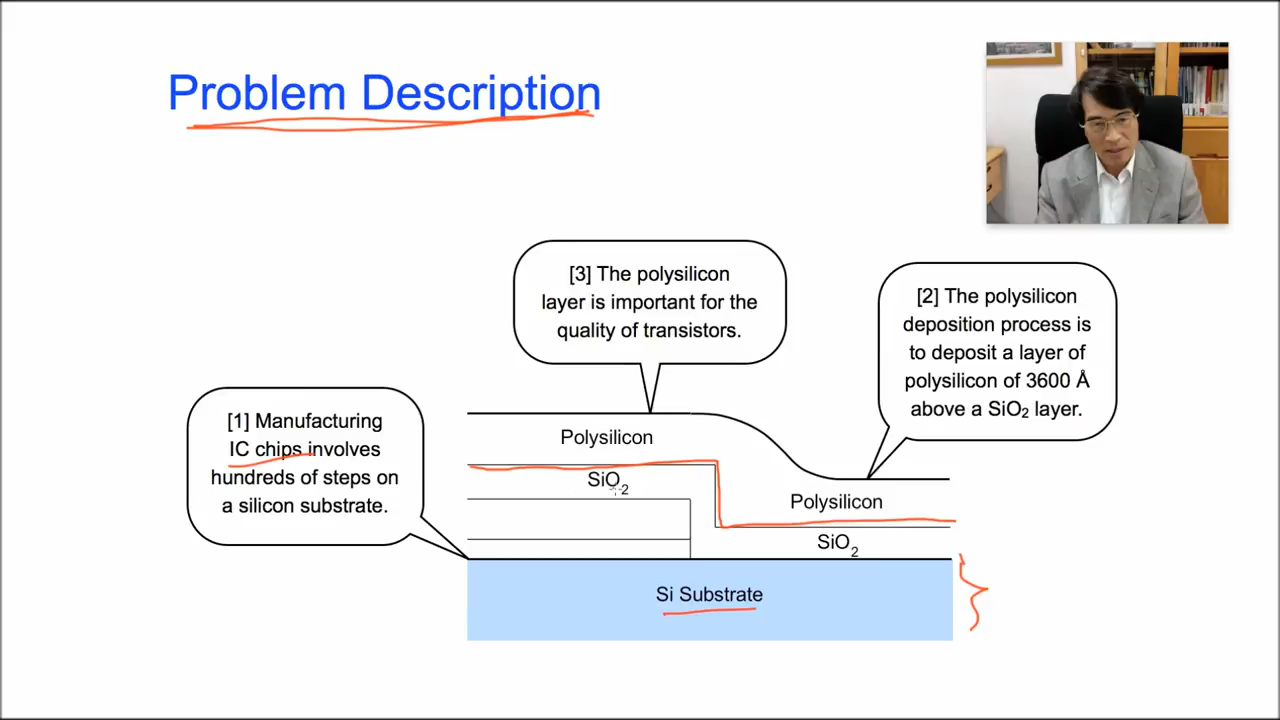 Problem Description
[3] The polysilicon
layer is important for the
quality of transistors.
[2] The polysilicon
deposition process is
to deposit a layer of
polysilicon of 3600 Å
above a SiO₂ layer.
[1] Manufacturing
IC chips involves
hundreds of steps on
a silicon substrate.
Polysilicon
SiO₂
Polysilicon
SiO₂
Si Substrate